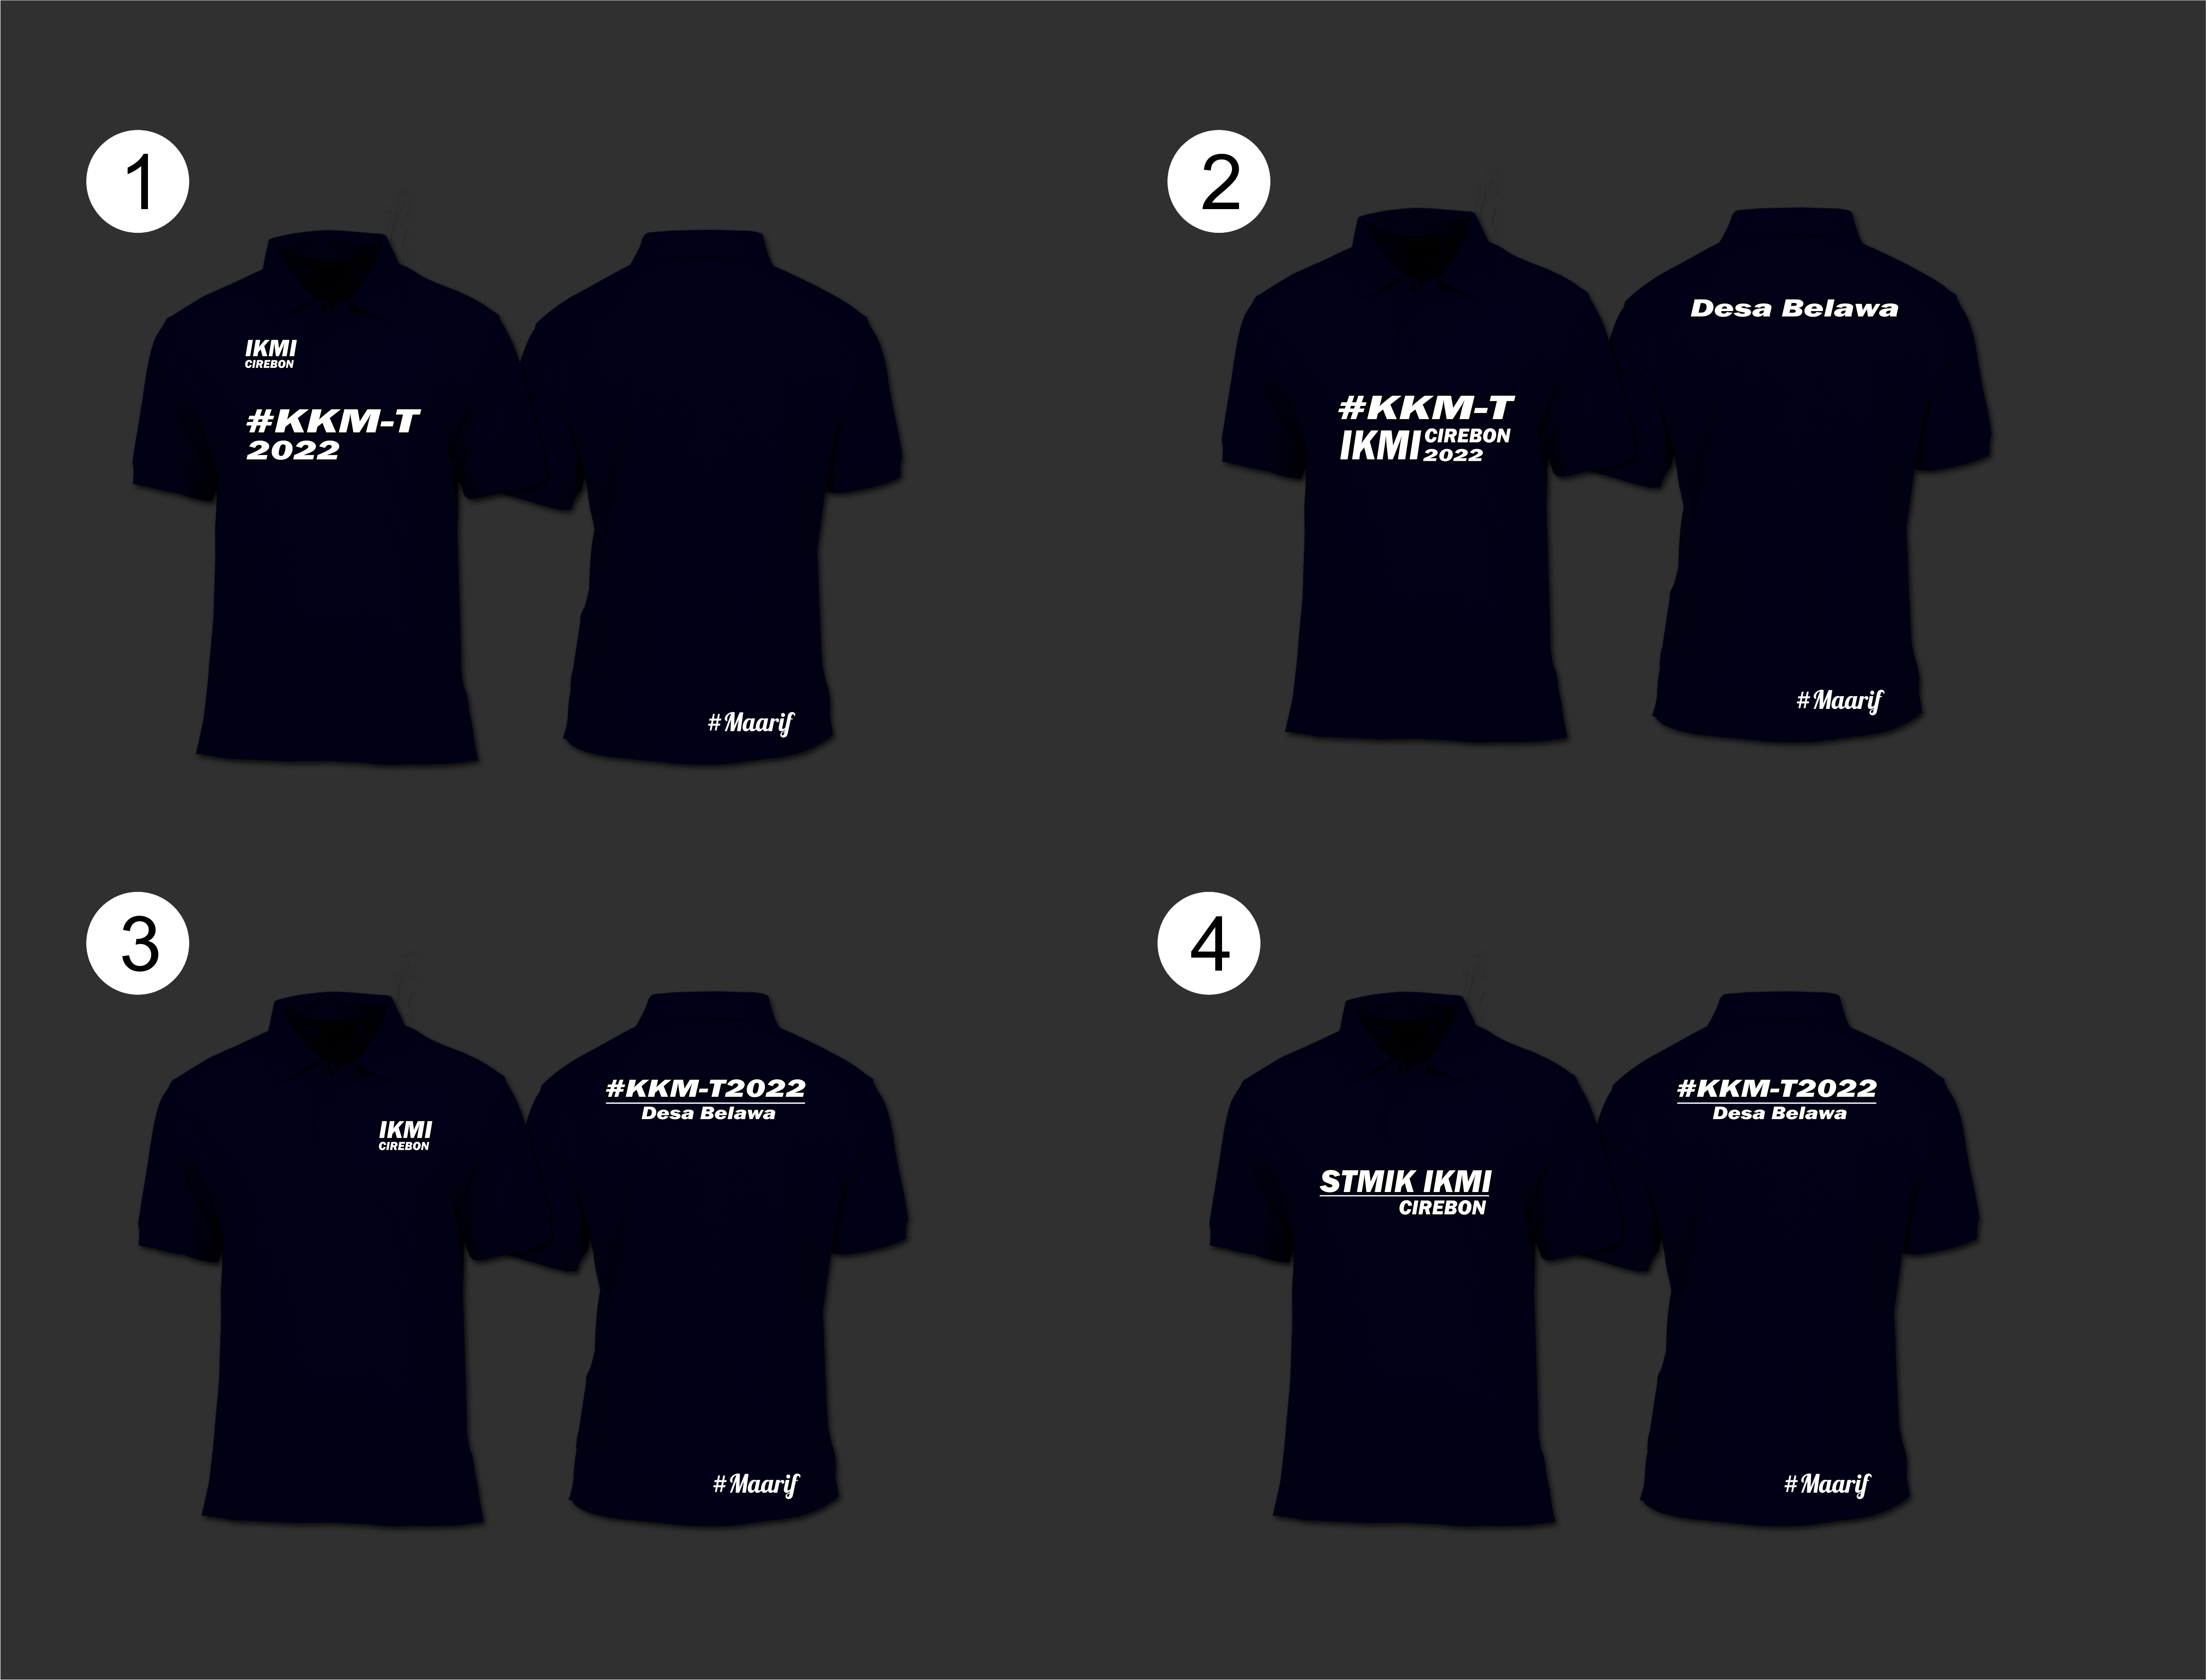 1
IKMI
CIREBON
#KKM-T
2022
#Maarif
2
#KKM-T
IKMI CIREBON
2022
Desa Belawa
#Maarif
3
IKMI
CIREBON
#KKM-T2022
Desa Belawa
#Maarif
4
STMIK IKMI
CIREBON
#KKM-T2022
Desa Belawa
#Maarif